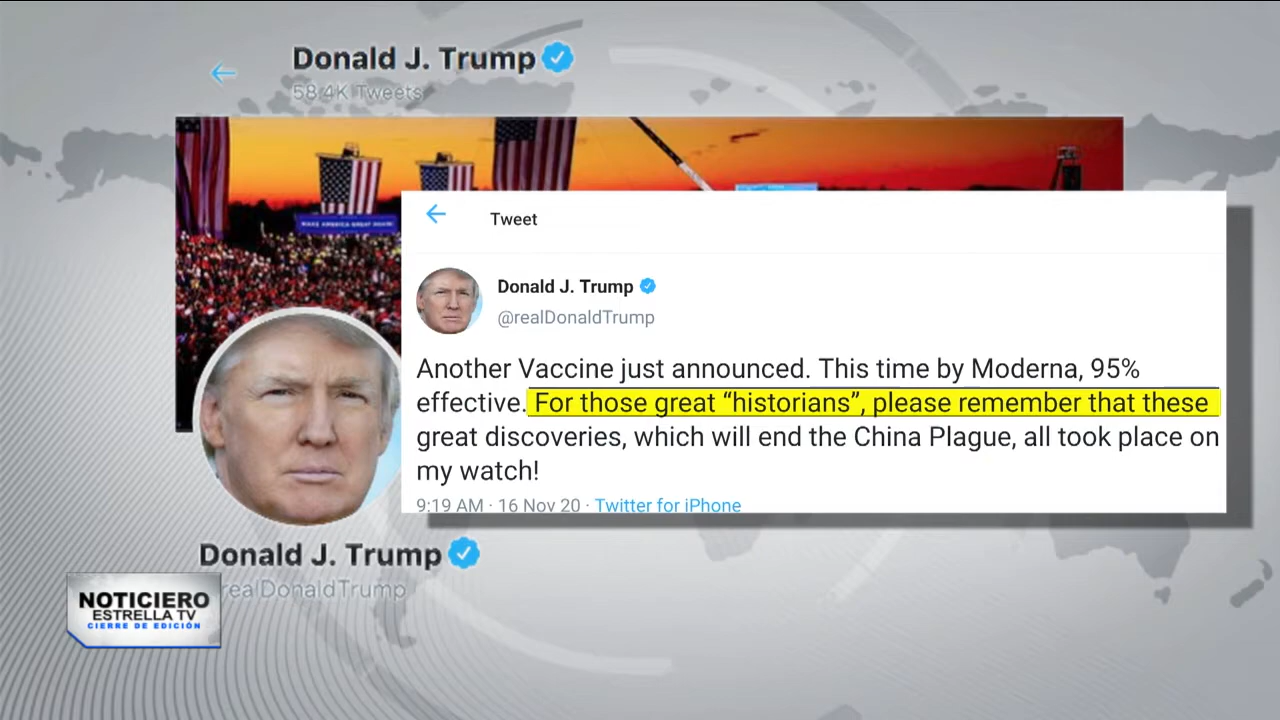 Donald J. Trump
58.4K Tweets
MAKE AMERICA GREAT AGAIN!
Tweet
Donald J. Trump
@realDonaldTrump
Another Vaccine just announced. This time by Moderna, 95%
effective. For those great “historians”, please remember that these
great discoveries, which will end the China Plague, all took place on
my watch!
9:19 AM · 16 Nov 20 · Twitter for iPhone
Donald J. Trump
realDonaldTrump
NOTICIERO
ESTRELLA TV
CIERRE DE EDICIÓN